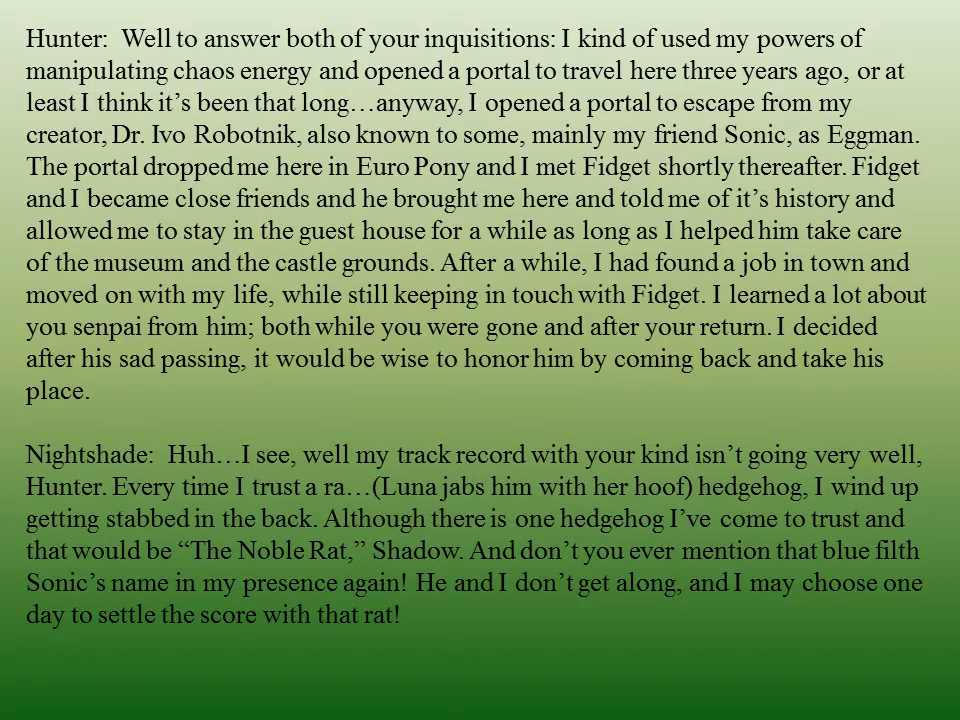 Hunter:  Well to answer both of your inquisitions: I kind of used my powers of
manipulating chaos energy and opened a portal to travel here three years ago, or at
least I think it’s been that long…anyway, I opened a portal to escape from my
creator, Dr. Ivo Robotnik, also known to some, mainly my friend Sonic, as Eggman.
The portal dropped me here in Euro Pony and I met Fidget shortly thereafter. Fidget
and I became close friends and he brought me here and told me of it’s history and
allowed me to stay in the guest house for a while as long as I helped him take care
of the museum and the castle grounds. After a while, I had found a job in town and
moved on with my life, while still keeping in touch with Fidget. I learned a lot about
you senpai from him; both while you were gone and after your return. I decided
after his sad passing, it would be wise to honor him by coming back and take his
place.

Nightshade:  Huh…I see, well my track record with your kind isn’t going very well,
Hunter. Every time I trust a ra…(Luna jabs him with her hoof) hedgehog, I wind up
getting stabbed in the back. Although there is one hedgehog I’ve come to trust and
that would be “The Noble Rat,” Shadow. And don’t you ever mention that blue filth
Sonic’s name in my presence again! He and I don’t get along, and I may choose one
day to settle the score with that rat!